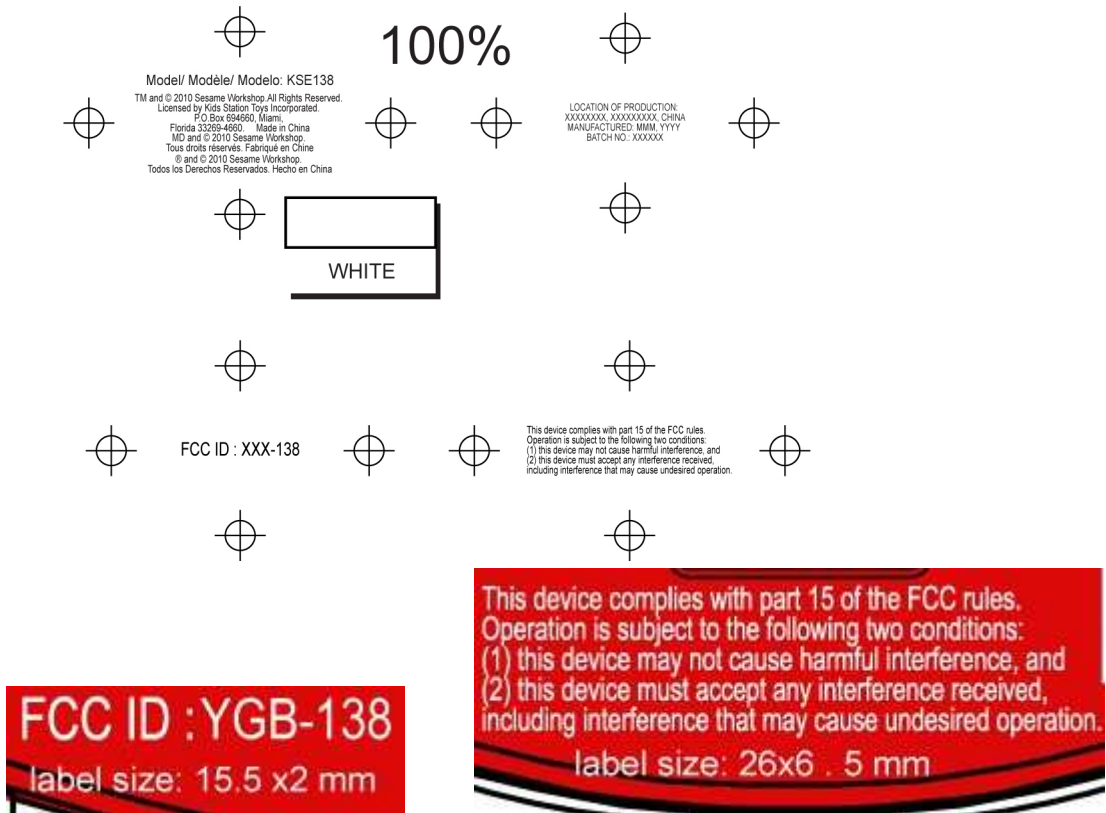 100%
Model/ Modèle/ Modelo: KSE138
TM and © 2010 Sesame Workshop.All Rights Reserved.
Licensed by Kids Station Toys Incorporated.
P.O.Box 694660, Miami,
Florida 33269-4660. Made in China
MD and © 2010 Sesame Workshop.
Tous droits réservés. Fabriqué en Chine
® and © 2010 Sesame Workshop.
Todos los Derechos Reservados. Hecho en China
LOCATION OF PRODUCTION:
XXXXXXXX, XXXXXXXXX, CHINA
MANUFACTURED: MMM, YYYY
BATCH NO.: XXXXXX
WHITE
FCC ID : XXX-138
This device complies with part 15 of the FCC rules.
Operation is subject to the following two conditions:
(1) this device may not cause harmful interference, and
(2) this device must accept any interference received,
including interference that may cause undesired operation.
FCC ID :YGB-138
label size: 15.5 x2 mm
This device complies with part 15 of the FCC rules.
Operation is subject to the following two conditions:
(1) this device may not cause harmful interference, and
(2) this device must accept any interference received,
including interference that may cause undesired operation.
label size: 26x6 . 5 mm